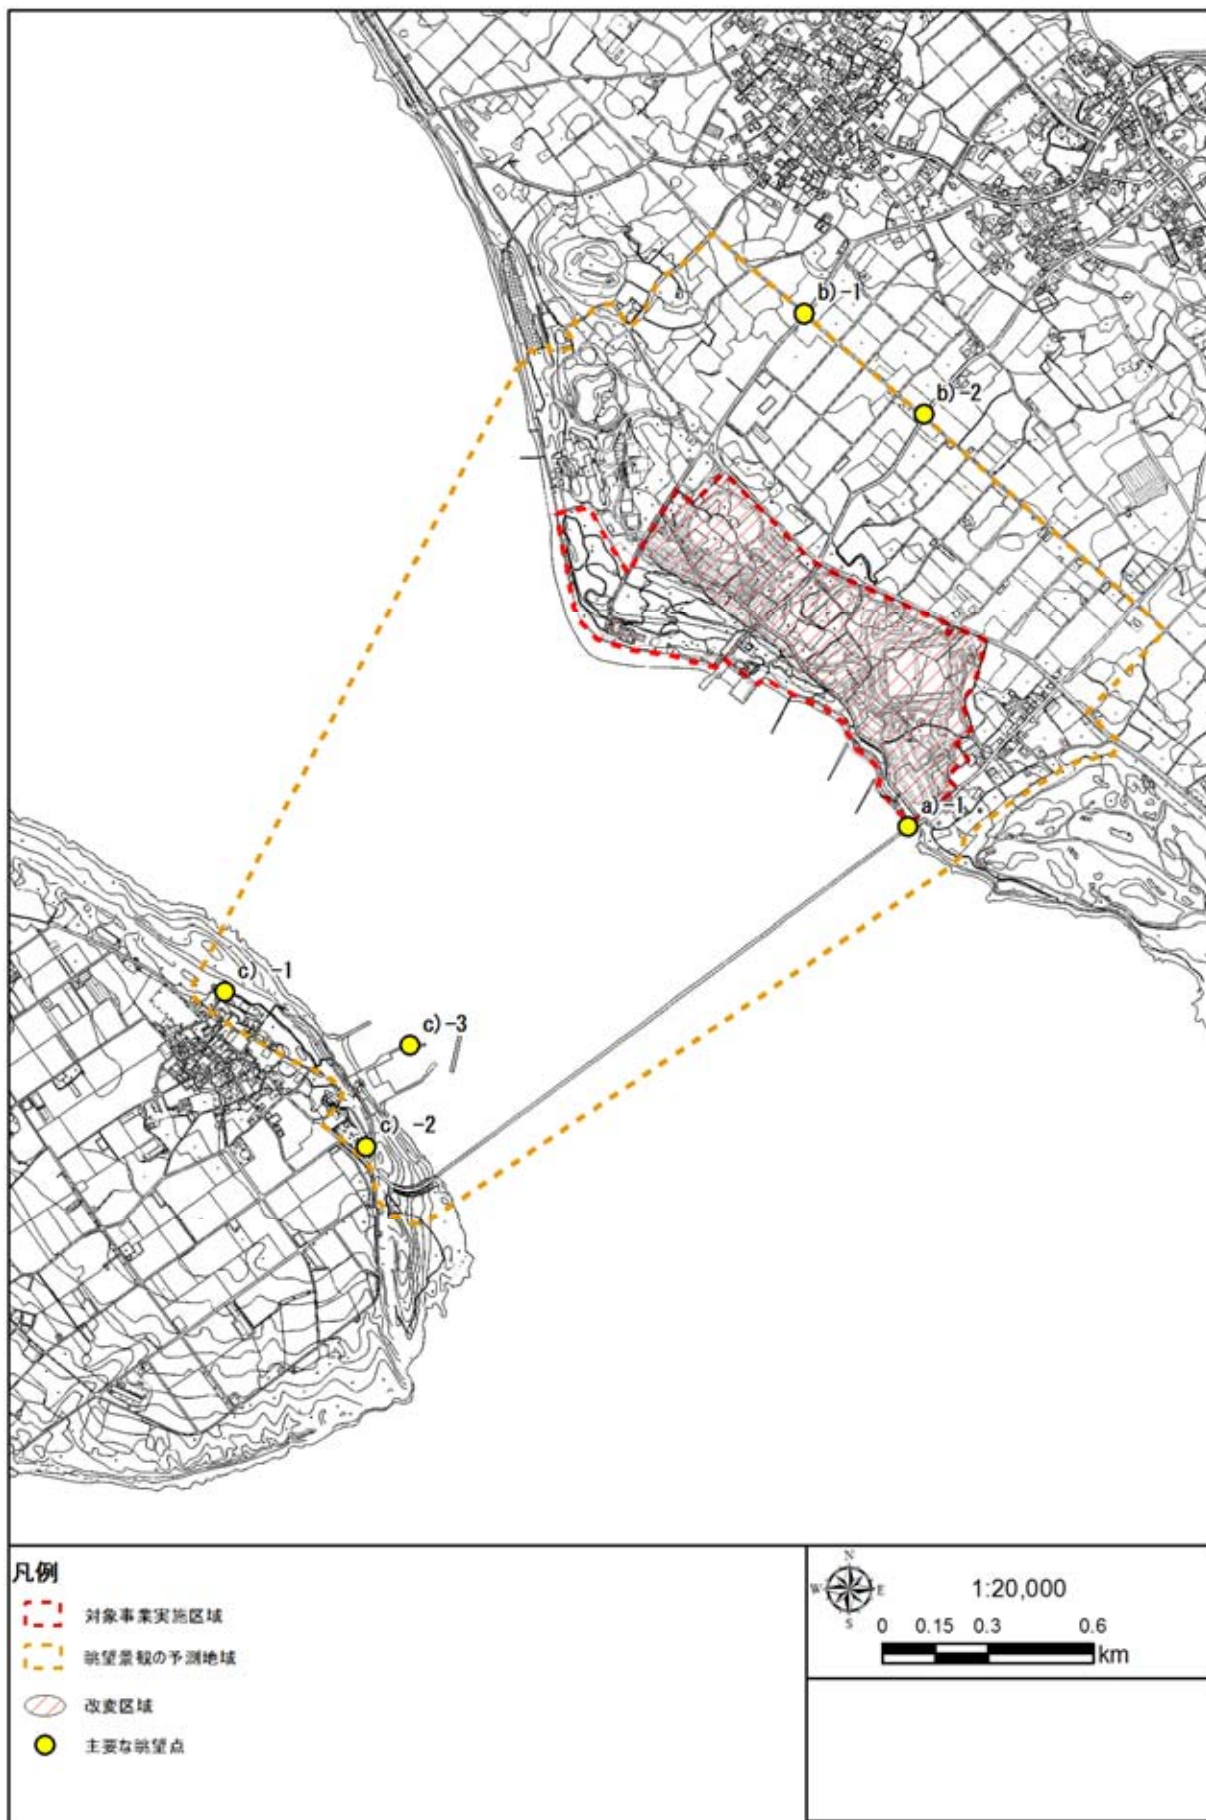 b)-1
b)-2
a)-1
c) -1
c)-3
c) -2
凡例
対象事業実施区域
眺望景観の予測地域
改変区域
主要な眺望点
N
W E
S
1:20,000
0 0.15 0.3 0.6
km